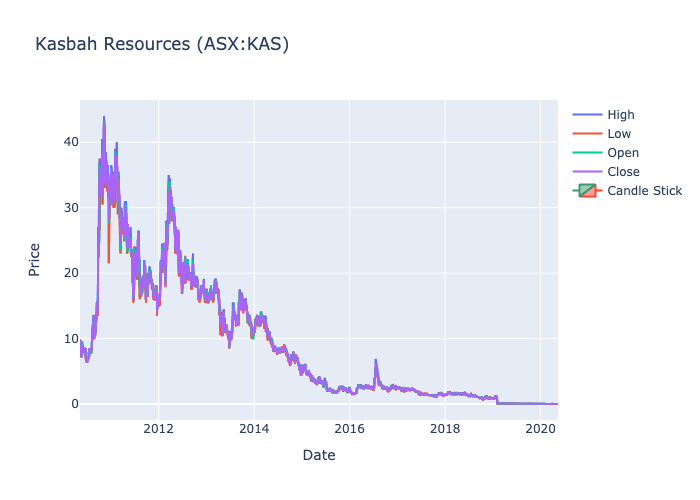 Kasbah Resources (ASX:KAS)
High
Low
Open
Close
Candle Stick
Price
40
30
20
10
0
2012
2014
2016
2018
2020
Date